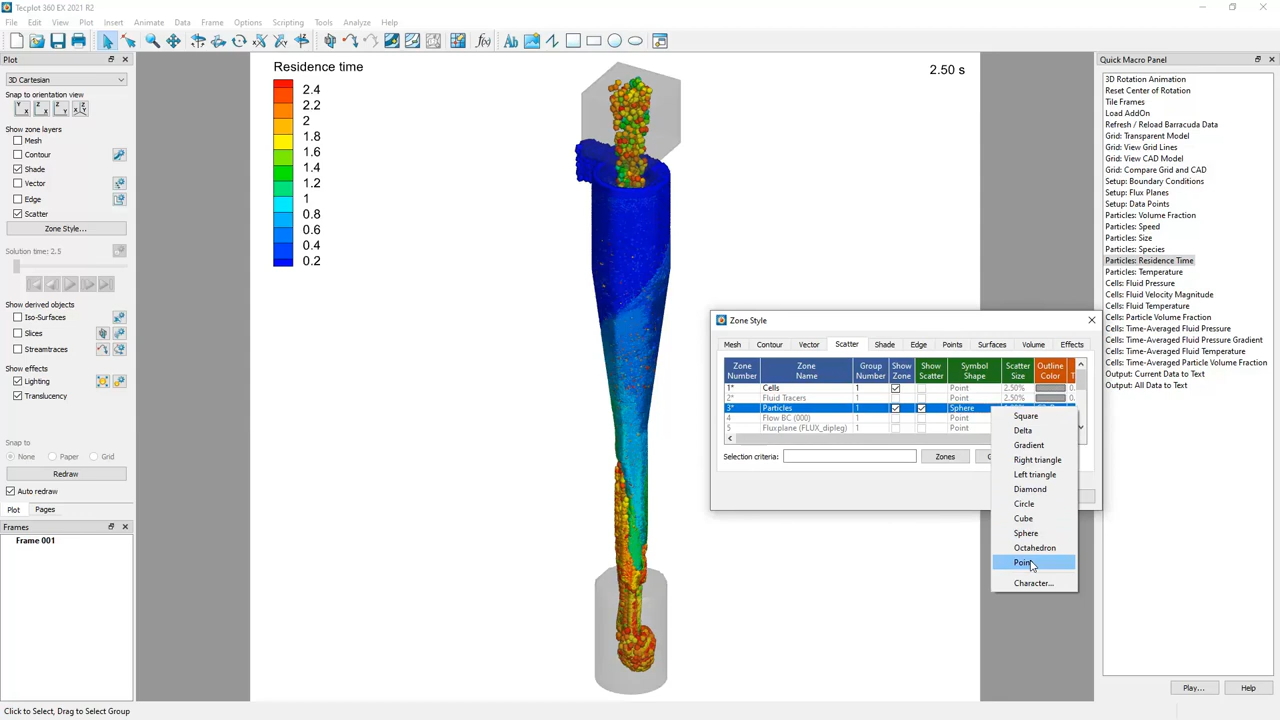 Tecplot 360 EX 2021 R2
File Edit View Plot Insert Animate Data Frame Options Scripting Tools Analyze Help
Plot
3D Cartesian
Snap to orientation view
Show zone layers
Mesh
Contour
Shade
Vector
Edge
Scatter
Zone Style...
Solution time: 2.5
Show derived objects
Iso-Surfaces
Slices
Streamtraces
Show effects
Lighting
Translucency
Snap to
None Paper Grid
Redraw
Auto redraw
Plot Pages
Frames
Frame 001
Residence time
2.4
2.2
2
1.8
1.6
1.4
1.2
1
0.8
0.6
0.4
0.2
2.50 s
Zone Style
Mesh Contour Vector Scatter Shade Edge Points Surfaces Volume Effects
Zone Number Zone Name Group Number Show Zone Show Scatter Symbol Shape Scatter Size Outline Color
1* Cells 1 Point 2.50% 0.
2* Fluid Tracers 1 Point 2.50% 0.
3* Particles 1 Sphere
4 Flow BC (000) 1 Point
5 Flux plane (FLUX_dipleg) 1 Point
Selection criteria: Zones
Square
Delta
Gradient
Right triangle
Left triangle
Diamond
Circle
Cube
Sphere
Octahedron
Point
Character...
Quick Macro Panel
3D Rotation Animation
Reset Center of Rotation
Tile Frames
Load AddOn
Refresh / Reload Barracuda Data
Grid: Transparent Model
Grid: View Grid Lines
Grid: View CAD Model
Grid: Compare Grid and CAD
Setup: Boundary Conditions
Setup: Flux Planes
Setup: Data Points
Particles: Volume Fraction
Particles: Speed
Particles: Size
Particles: Species
Particles: Residence Time
Particles: Temperature
Cells: Fluid Pressure
Cells: Fluid Velocity Magnitude
Cells: Fluid Temperature
Cells: Particle Volume Fraction
Cells: Time-Averaged Fluid Pressure
Cells: Time-Averaged Fluid Pressure Gradient
Cells: Time-Averaged Fluid Temperature
Cells: Time-Averaged Particle Volume Fraction
Output: Current Data to Text
Output: All Data to Text
Play... Help
Click to Select, Drag to Select Group